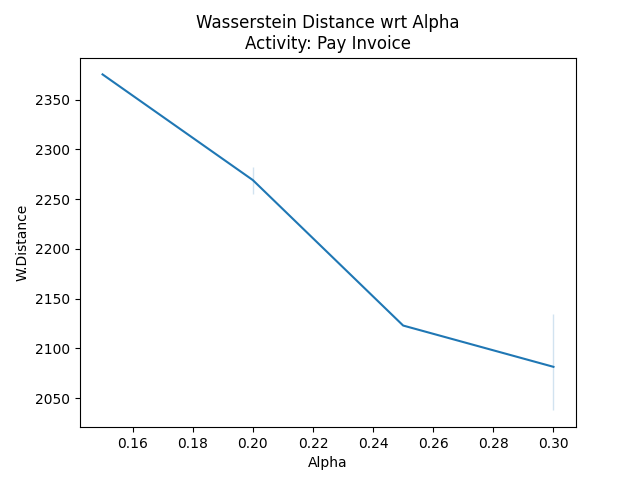 Wasserstein Distance wrt Alpha
Activity: Pay Invoice
W.Distance
2350
2300
2250
2200
2150
2100
2050
0.16 0.18 0.20 0.22 0.24 0.26 0.28 0.30
Alpha